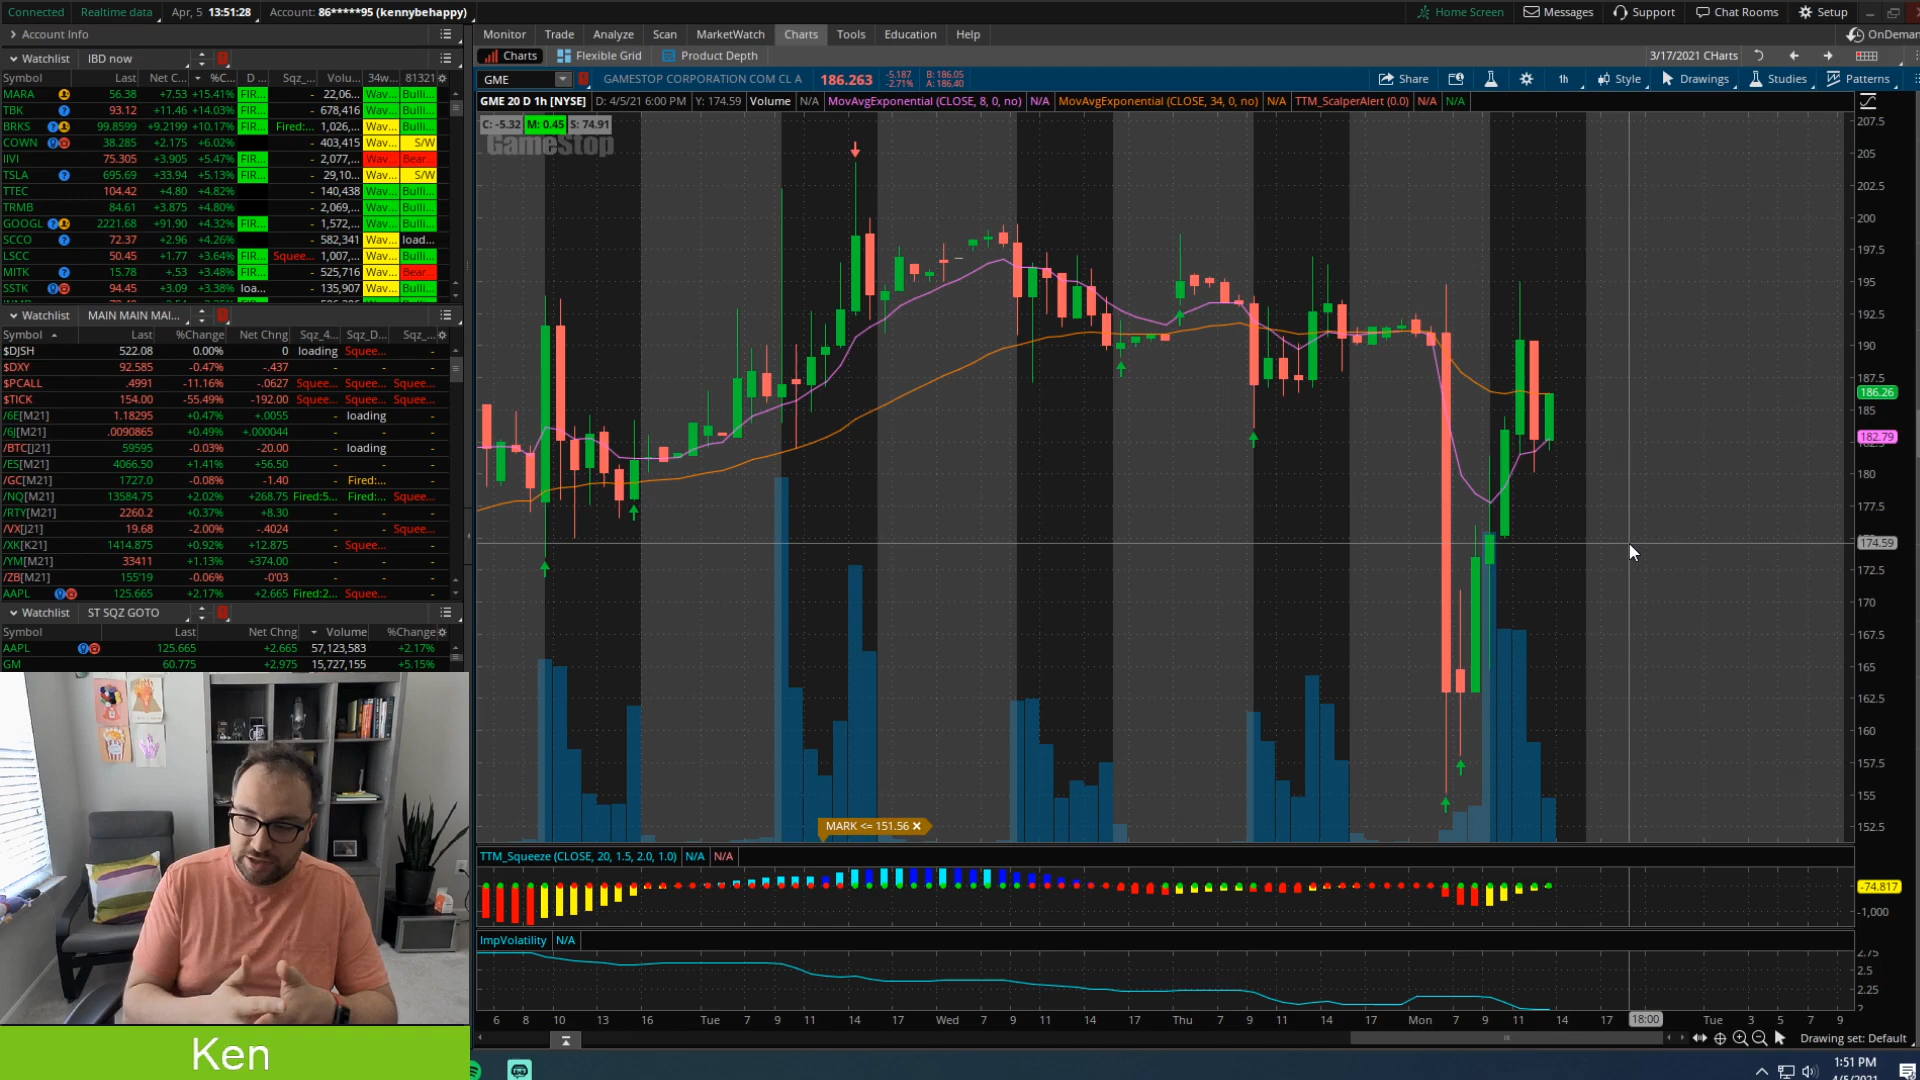 Connected Realtime data Apr, 5 13:51:28 Account: 86*****95 (kennybehappy) Home Screen Messages Support Chat Rooms Setup
Account Info Monitor Trade Analyze Scan MarketWatch Charts Tools Education Help OnDeman
Watchlist IBD now Charts Flexible Grid Product Depth 3/17/2021 CHarts
Symbol Last Net C... %C... D ... Sqz_... Volu... 34w... 81321
MARA 56.38 +7.53 +15.41% FIR... - 22,06... Wav... Bulli...
TBK 93.12 +11.46 +14.03% FIR... - 678,416 Wav... Bulli...
BRKS 99.8599 +9.2199 +10.17% FIR... Fired:... 1,026,... Wav... Bulli...
COWN 38.285 +2.175 +6.02% - 403,415 Wav... S/W
IIVI 75.305 +3.905 +5.47% FIR... - 2,077,... Wav... Bear...
TSLA 695.69 +33.94 +5.13% FIR... - 29,10... Wav... S/W
TTEC 104.42 +4.80 +4.82% - 140,438 Wav... Bulli...
TRMB 84.61 +3.875 +4.80% - 2,069,... Wav... Bulli...
GOOGL 2221.68 +91.90 +4.32% FIR... - 1,572,... Wav... Bulli...
SCCO 72.37 +2.96 +4.26% - 582,341 Wav... load...
LSCC 50.45 +1.77 +3.64% FIR... Squee... 1,007,... Wav... Bulli...
MITK 15.78 +.53 +3.48% FIR... - 525,716 Wav... Bear...
SSTK 94.45 +3.09 +3.38% loa... - 135,907 Wav... Bulli...
Watchlist MAIN MAIN MAI...
Symbol Last %Change Net Chng Sqz_4... Sqz_D... Sqz_...
$DJSH 522.08 0.00% 0 loading Squee... -
$DXY 92.585 -0.47% -.437 - - -
$PCALL .4991 -11.16% -.0627 Squee... Squee... Squee...
$TICK 154.00 -55.49% -192.00 Squee... Squee... Squee...
/6E[M21] 1.18295 +0.47% +.0055 - loading -
/6J[M21] .0090865 +0.49% +.000044 - - -
/BTC[J21] 59595 -0.03% -20.00 - loading -
/ES[M21] 4066.50 +1.41% +56.50 - - -
/GC[M21] 1727.0 -0.08% -1.40 - Fired:... -
/NQ[M21] 13584.75 +2.02% +268.75 Fired:5... Fired:... Squee...
/RTY[M21] 2260.2 +0.37% +8.30 - - -
/VX[J21] 19.68 -2.00% -.4024 - - Squee...
/XK[K21] 1414.875 +0.92% +12.875 - Squee... -
/YM[M21] 33411 +1.13% +374.00 - - -
/ZB[M21] 155'19 -0.06% -0'03 - - -
AAPL 125.665 +2.17% +2.665 Fired:2... Squee... -
Watchlist ST SQZ GOTO
Symbol Last Net Chng Volume %Change
AAPL 125.665 +2.665 57,123,583 +2.17%
GM 60.775 +2.975 15,727,155 +5.15%
GME GAMESTOP CORPORATION COM CL A 186.263 -5.187 -2.71% B: 186.05 A: 186.40 Share 1h Style Drawings Studies Patterns
GME 20 D 1h [NYSE] D: 4/5/21 6:00 PM Y: 174.59 Volume N/A MovAvgExponential (CLOSE, 8, 0, no) N/A MovAvgExponential (CLOSE, 34, 0, no) N/A TTM_ScalperAlert (0.0) N/A N/A
C: -5.32 M: 0.45 S: 74.91
GameStop
207.5
205
202.5
200
197.5
195
192.5
190
187.5
186.26
185
182.79
180
177.5
174.59
172.5
170
167.5
165
162.5
160
157.5
155
152.5
MARK <= 151.56
TTM_Squeeze (CLOSE, 20, 1.5, 2.0, 1.0) N/A N/A
-74.817
-1,000
ImpVolatility N/A
2.75
2.5
2.25
2
6 8 10 13 16 Tue 7 9 11 14 17 Wed 7 9 11 14 17 Thu 7 9 11 14 17 Mon 7 9 11 14 17 18:00 Tue 3 5 7 9
Drawing set: Default
Ken
1:51 PM